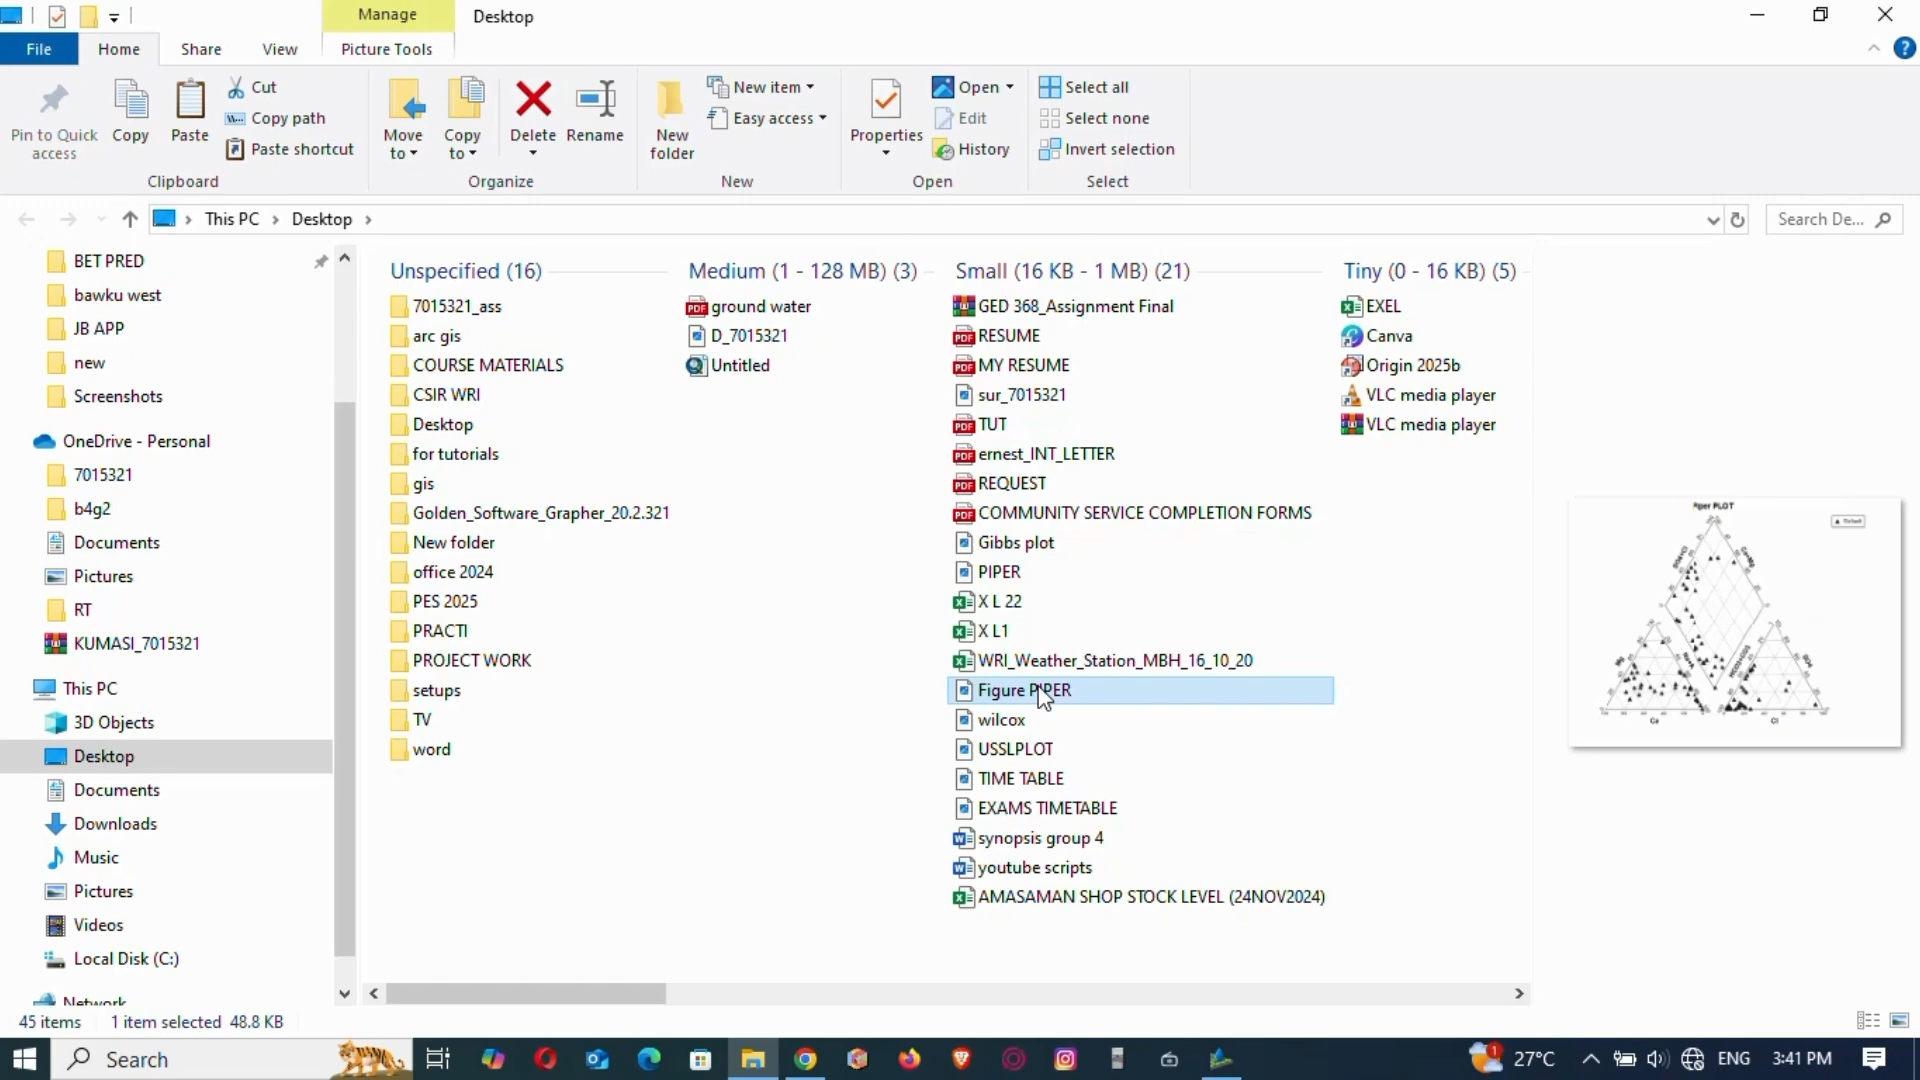 Manage
Desktop
File
Home
Share
View
Picture Tools
Pin to Quick access
Copy
Paste
Cut
Copy path
Paste shortcut
Clipboard
Move to
Copy to
Delete
Rename
Organize
New folder
New item
Easy access
New
Properties
Open
Edit
History
Open
Select all
Select none
Invert selection
Select
This PC
Desktop
Search De...
BET PRED
bawku west
JB APP
new
Screenshots
OneDrive - Personal
7015321
b4g2
Documents
Pictures
RT
KUMASI_7015321
This PC
3D Objects
Desktop
Documents
Downloads
Music
Pictures
Videos
Local Disk (C:)
Network
Unspecified (16)
7015321_ass
arc gis
COURSE MATERIALS
CSIR WRI
Desktop
for tutorials
gis
Golden_Software_Grapher_20.2.321
New folder
office 2024
PES 2025
PRACTI
PROJECT WORK
setups
TV
word
Medium (1 - 128 MB) (3)
ground water
D_7015321
Untitled
Small (16 KB - 1 MB) (21)
GED 368_Assignment Final
RESUME
MY RESUME
sur_7015321
TUT
ernest_INT_LETTER
REQUEST
COMMUNITY SERVICE COMPLETION FORMS
Gibbs plot
PIPER
X L 22
X L1
WRI_Weather_Station_MBH_16_10_20
Figure PIPER
wilcox
USSLPLOT
TIME TABLE
EXAMS TIMETABLE
synopsis group 4
youtube scripts
AMASAMAN SHOP STOCK LEVEL (24NOV2024)
Tiny (0 - 16 KB) (5)
EXEL
Canva
Origin 2025b
VLC media player
VLC media player
Piper PLOT
Ca
Cl
45 items
1 item selected 48.8 KB
Search
1
27°C
ENG
3:41 PM